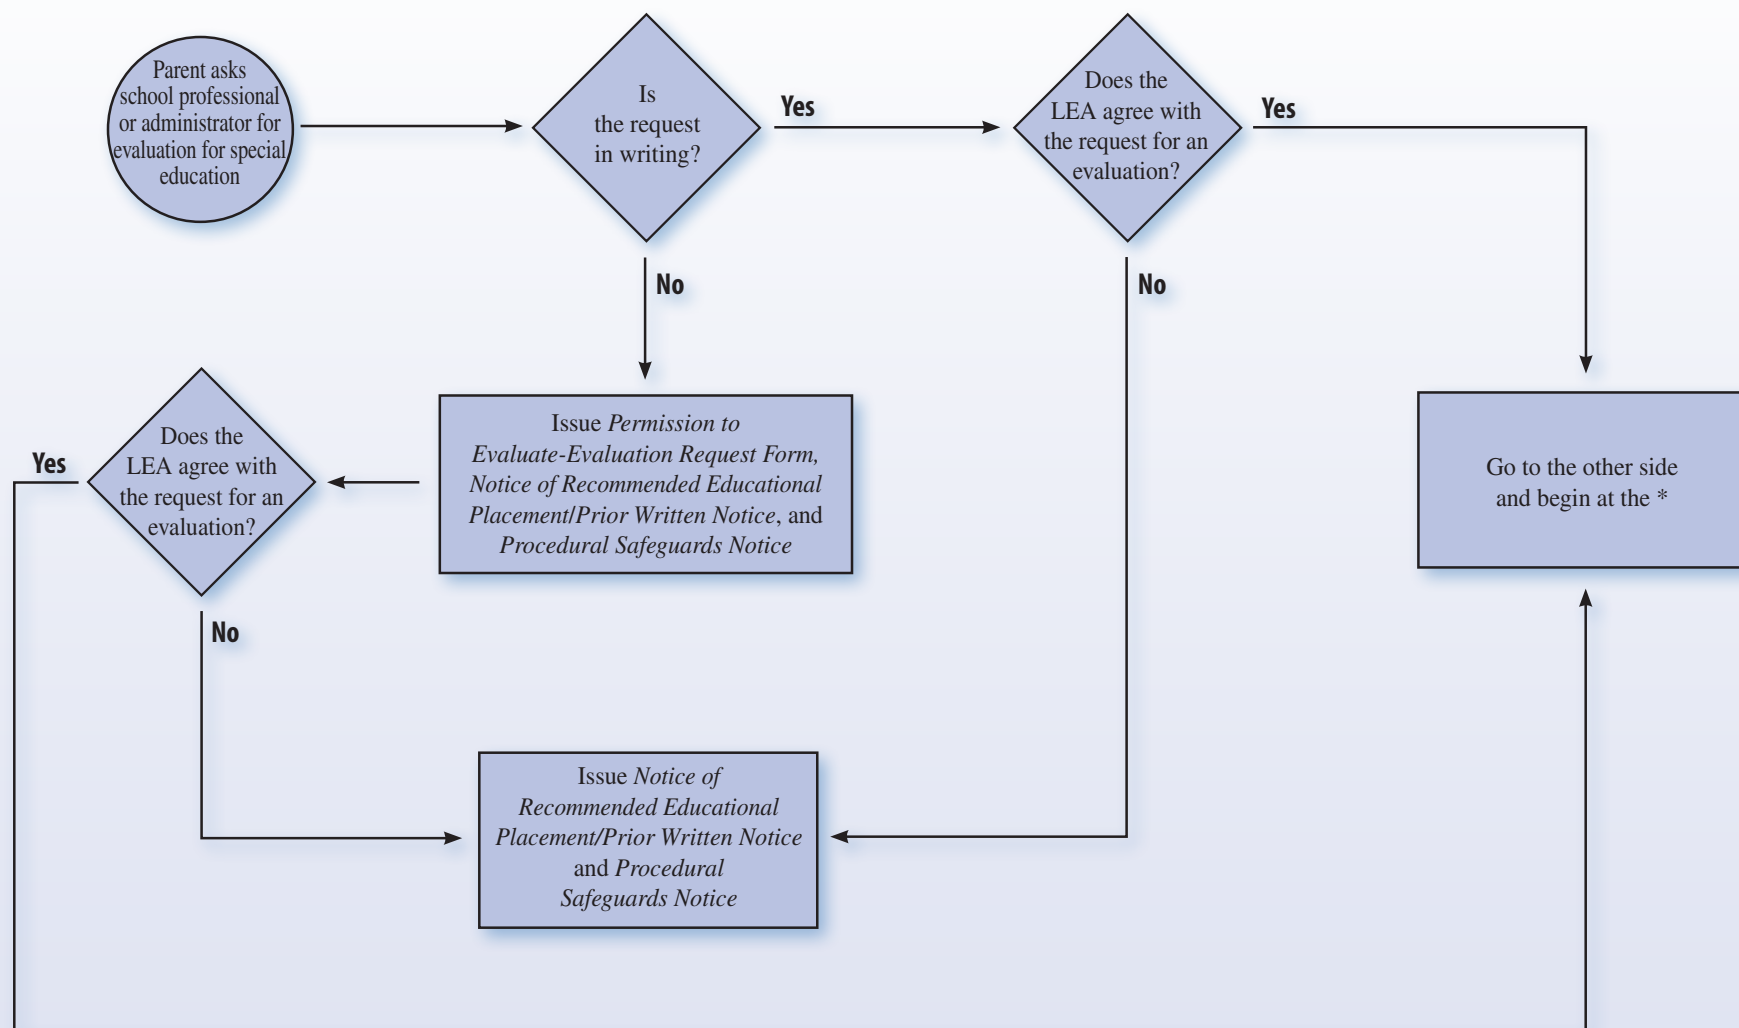 Parent asks
school professional
or administrator for
evaluation for special
education
Is
the request
in writing?
Yes
Does the
LEA agree with
the request for an
evaluation?
Yes
No
No
Does the
LEA agree with
the request for an
evaluation?
Yes
Issue Permission to
Evaluate-Evaluation Request Form,
Notice of Recommended Educational
Placement/Prior Written Notice, and
Procedural Safeguards Notice
Go to the other side
and begin at the *
No
Issue Notice of
Recommended Educational
Placement/Prior Written Notice
and Procedural
Safeguards Notice